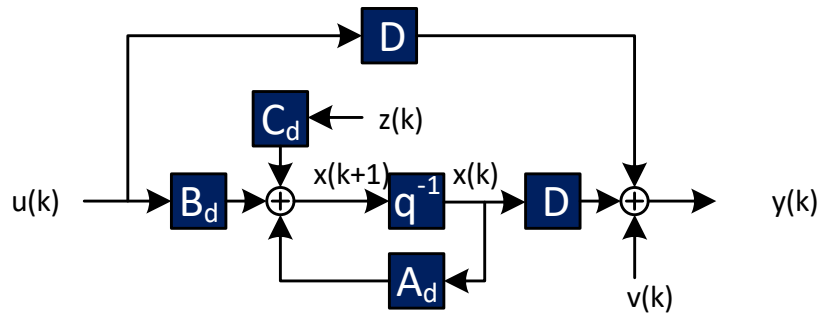 D
C_d z(k)
x(k+1) x(k)
u(k) B_d + q^-1 D + y(k)
A_d
v(k)